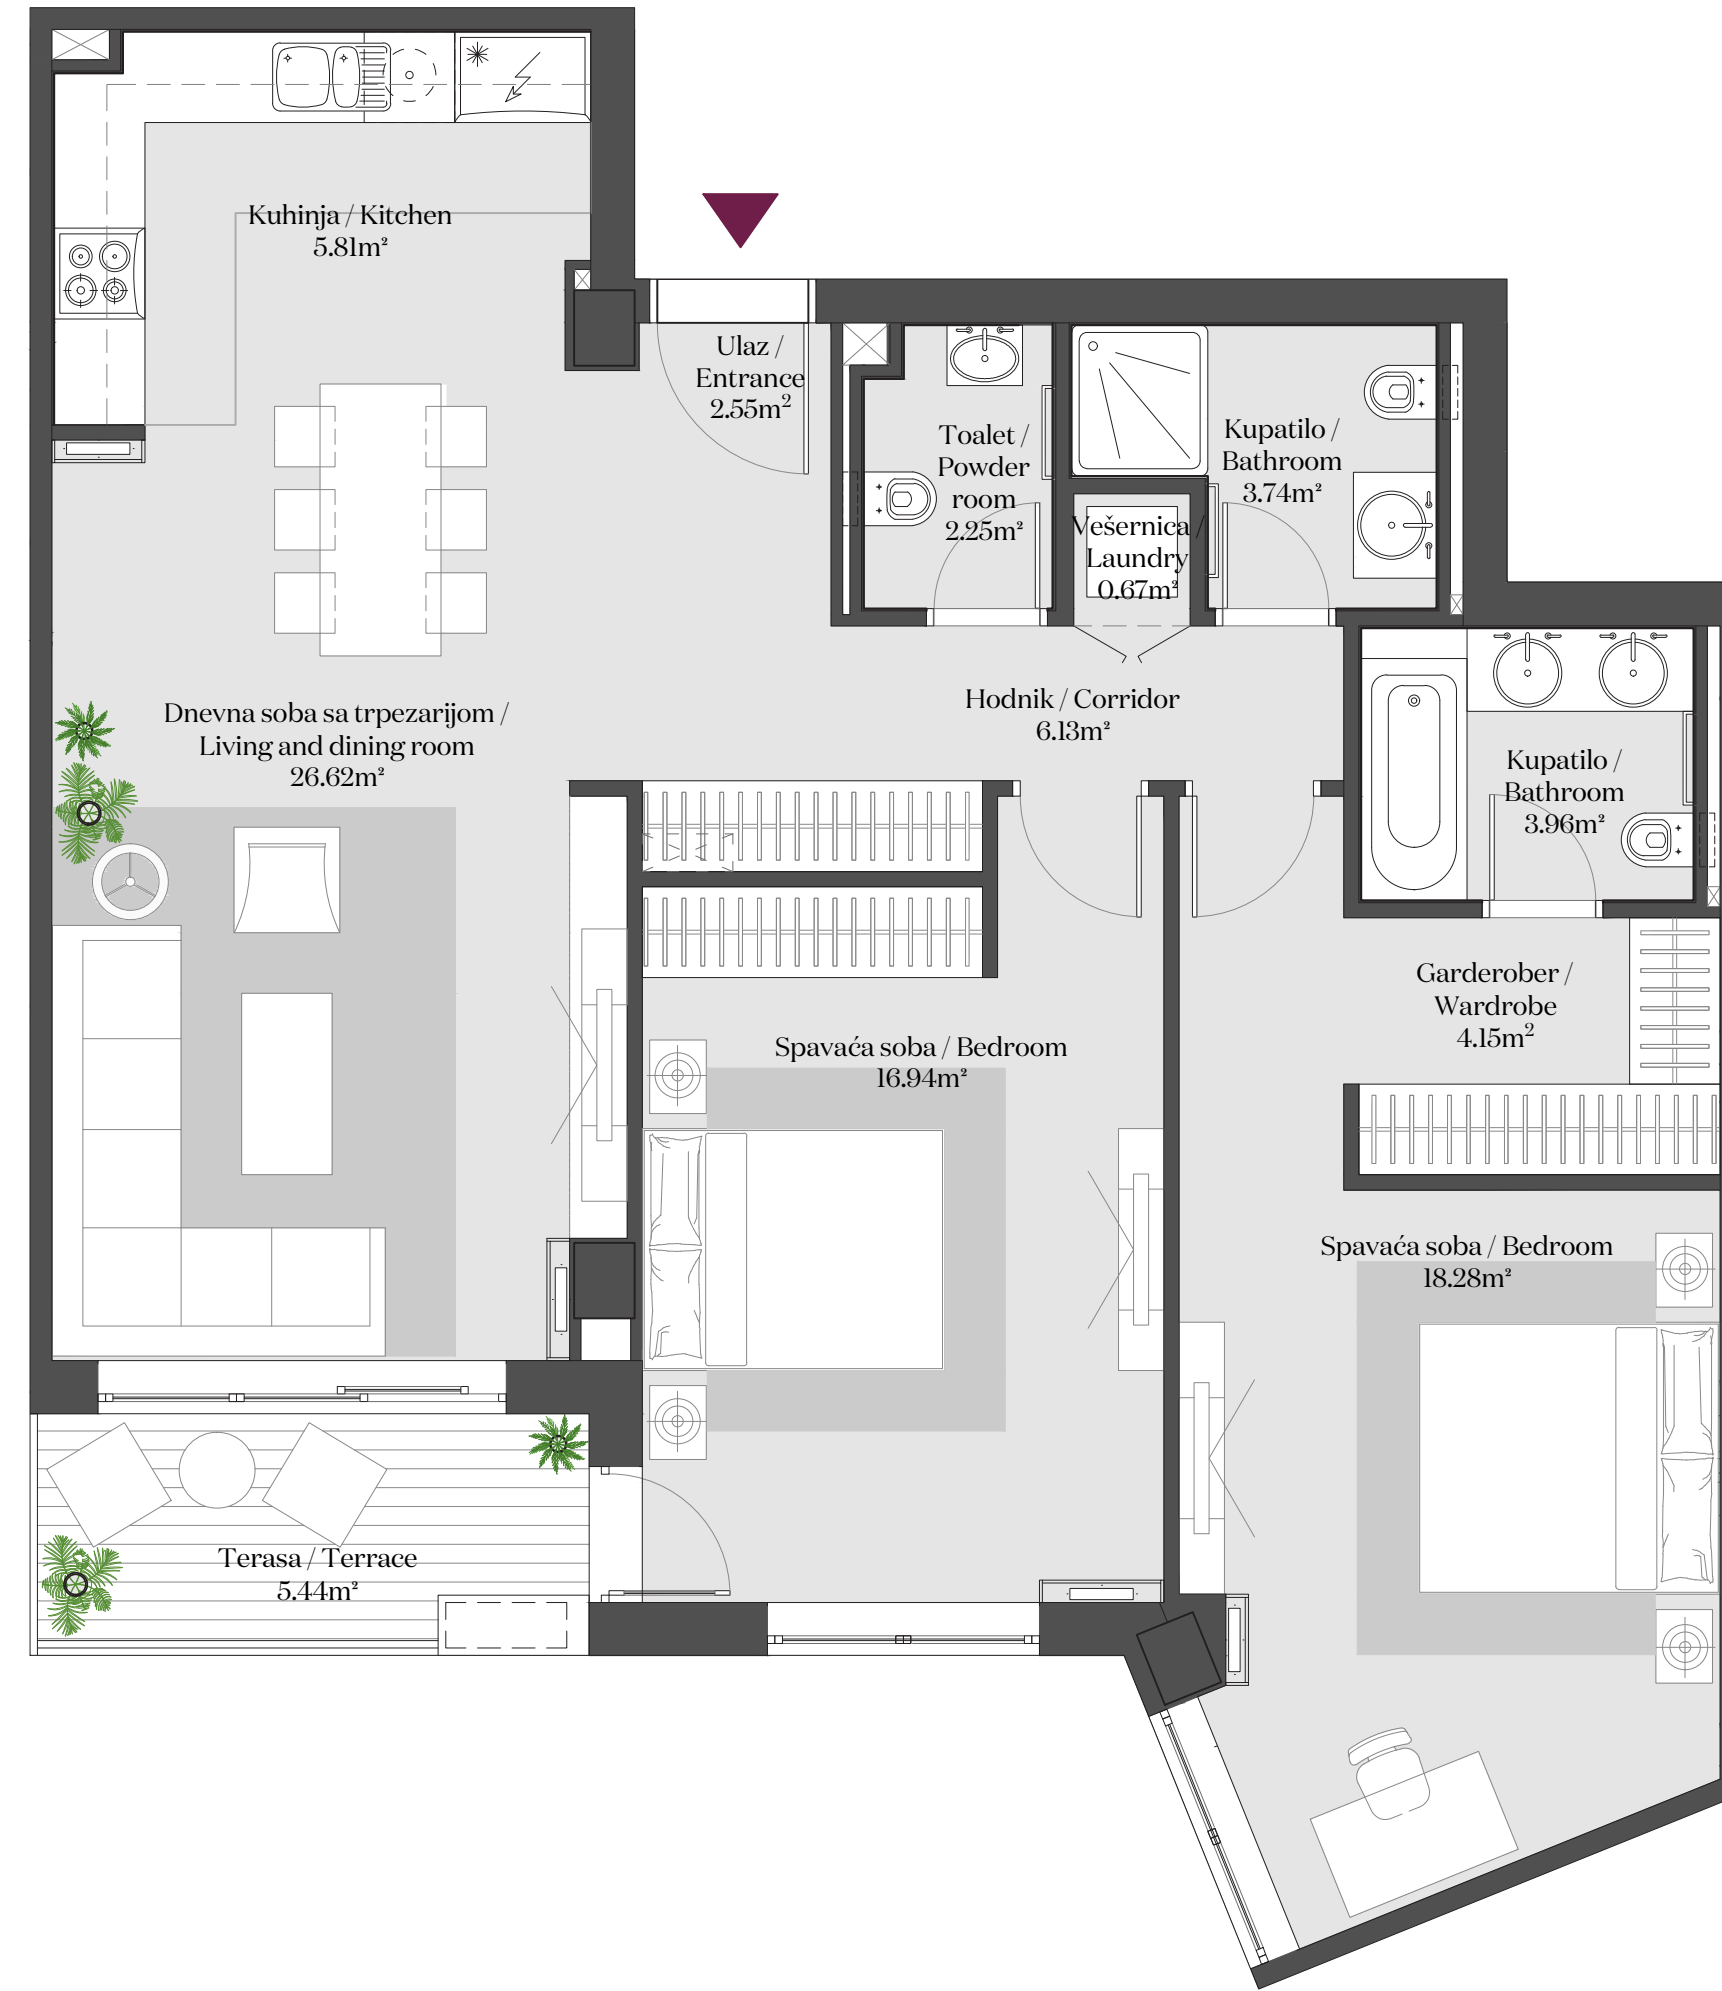 Kuhinja / Kitchen
5.81m²
Ulaz /
Entrance
2.55m²
Toalet /
Powder
room
2.25m²
Kupatilo /
Bathroom
3.74m²
Vešernica /
Laundry
0.67m²
Dnevna soba sa trpezarijom /
Living and dining room
26.62m²
Hodnik / Corridor
6.13m²
Kupatilo /
Bathroom
3.96m²
Garderober /
Wardrobe
4.15m²
Spavaća soba / Bedroom
16.94m²
Spavaća soba / Bedroom
18.28m²
Terasa / Terrace
5.44m²